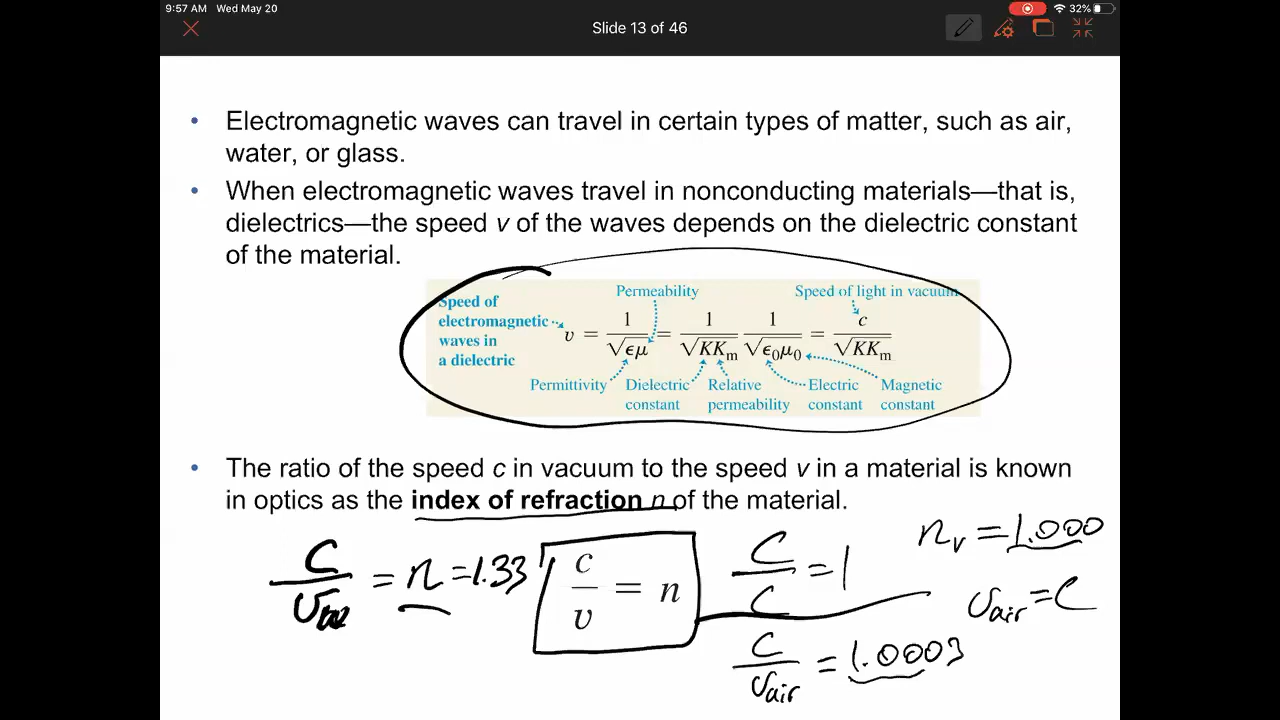 9:57 AM Wed May 20
32%
Slide 13 of 46
• Electromagnetic waves can travel in certain types of matter, such as air,
water, or glass.
• When electromagnetic waves travel in nonconducting materials—that is,
dielectrics—the speed v of the waves depends on the dielectric constant
of the material.
Speed of
electromagnetic
waves in
a dielectric
Permeability
Speed of light in vacuum
v = 1/√ϵμ = 1/√KKₘ 1/√ϵ₀μ₀ = c/√KKₘ
Permittivity
Dielectric
constant
Relative
permeability
Electric
constant
Magnetic
constant
• The ratio of the speed c in vacuum to the speed v in a material is known
in optics as the index of refraction n of the material.
c/v_w = n = 1.33
c/v = n
c/c = 1
n_v = 1.000
v_air = c
c/v_air = 1.0003